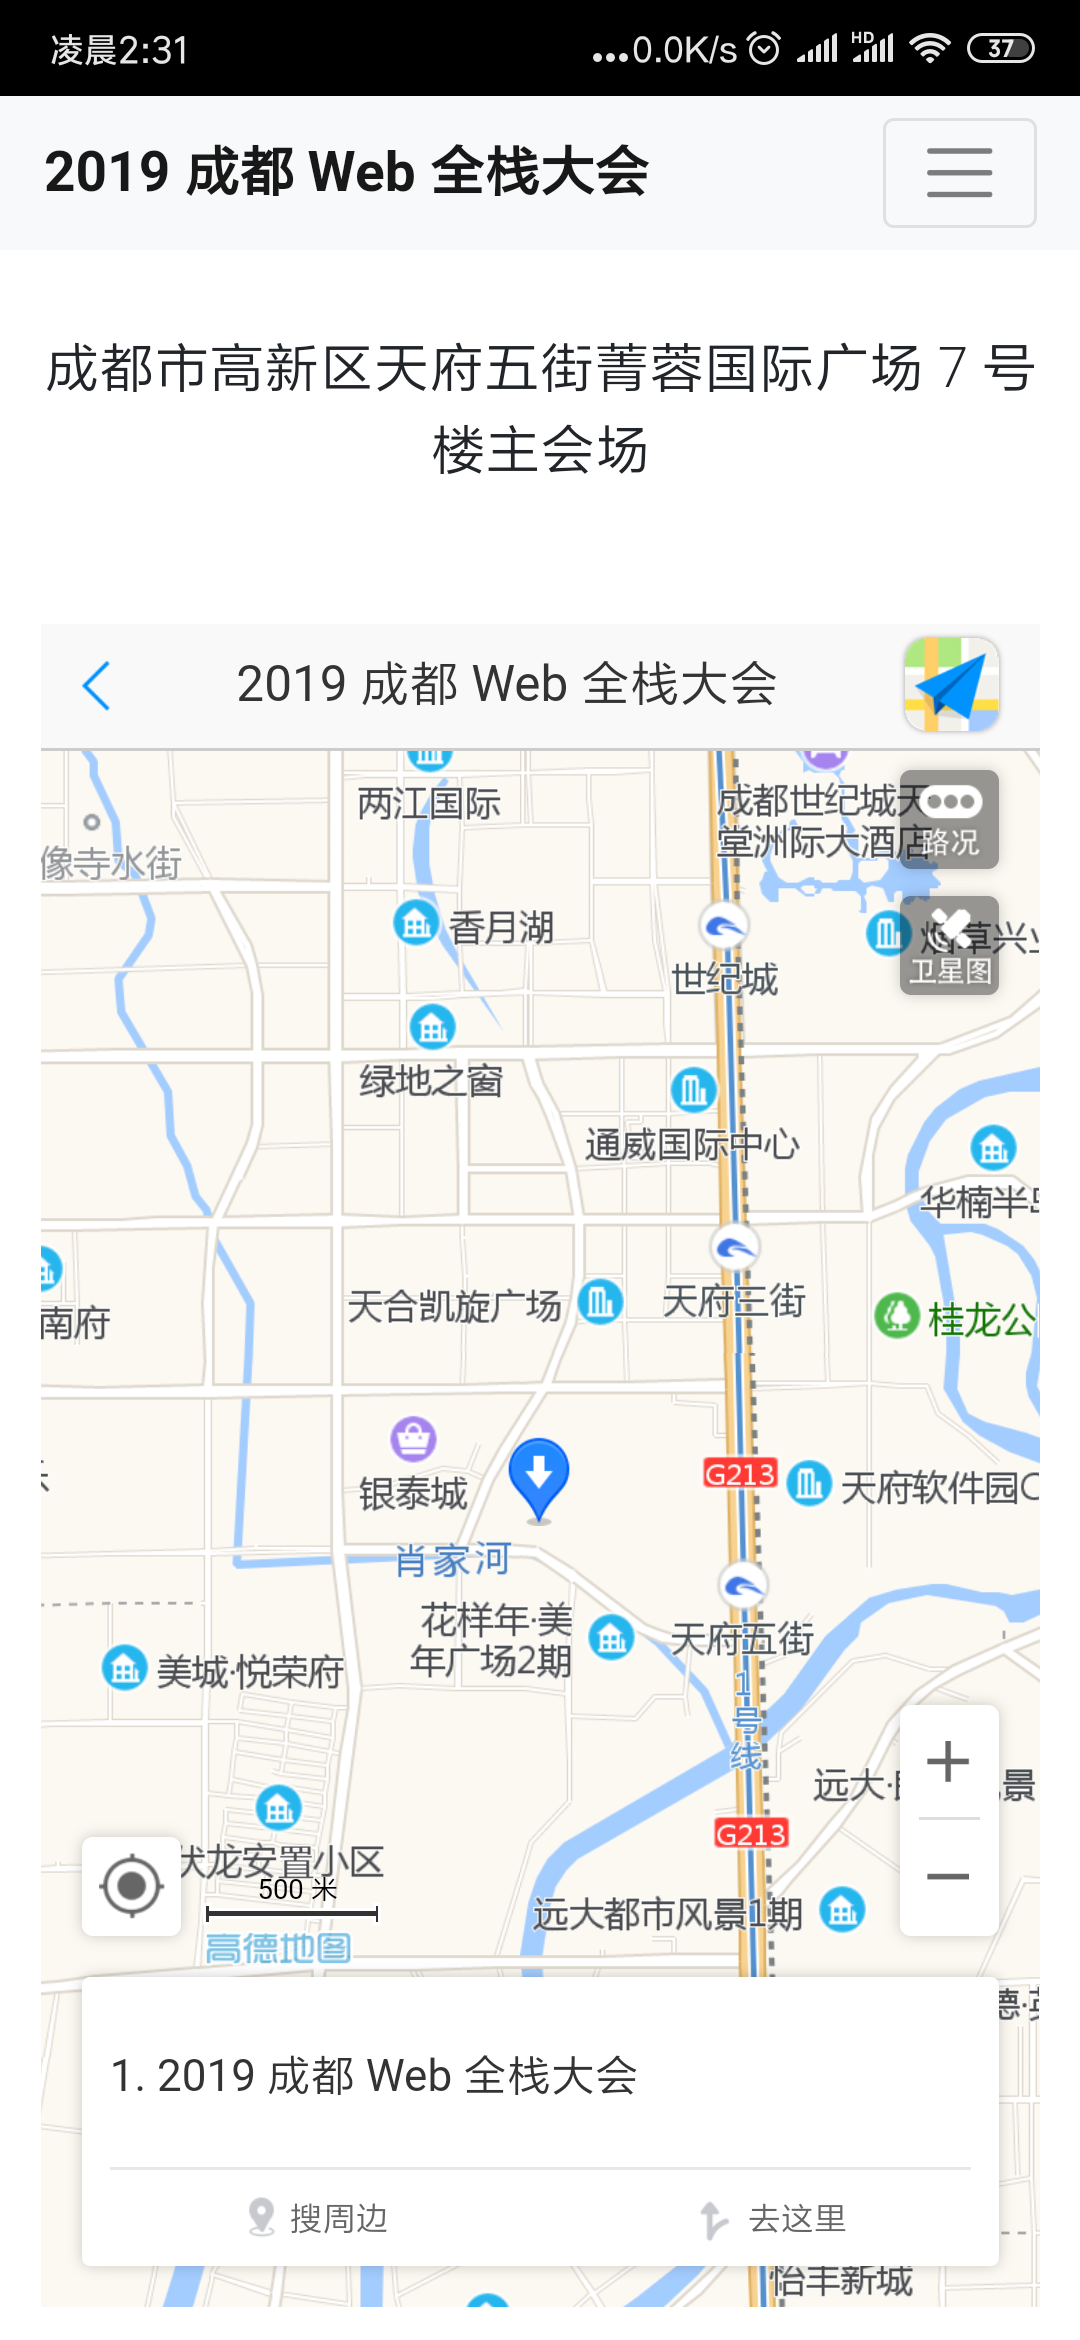 凌晨2:31
...0.0K/s
HD
37
2019 成都 Web 全栈大会
成都市高新区天府五街菁蓉国际广场 7 号
楼主会场
2019 成都 Web 全栈大会
两江国际
成都世纪城天
堂洲际大酒店
路况
像寺水街
香月湖
烟草兴业
世纪城
卫星图
绿地之窗
通威国际中心
华楠半
天合凯旋广场
天府三街
南府
桂龙公
G213
天府软件园C
银泰城
肖家河
花样年·美
年广场2期
天府五街
美城·悦荣府
1号线
远大·
景
G213
伏龙安置小区
500 米
远大都市风景1期
高德地图
德·英
1. 2019 成都 Web 全栈大会
搜周边
去这里
怡丰新城